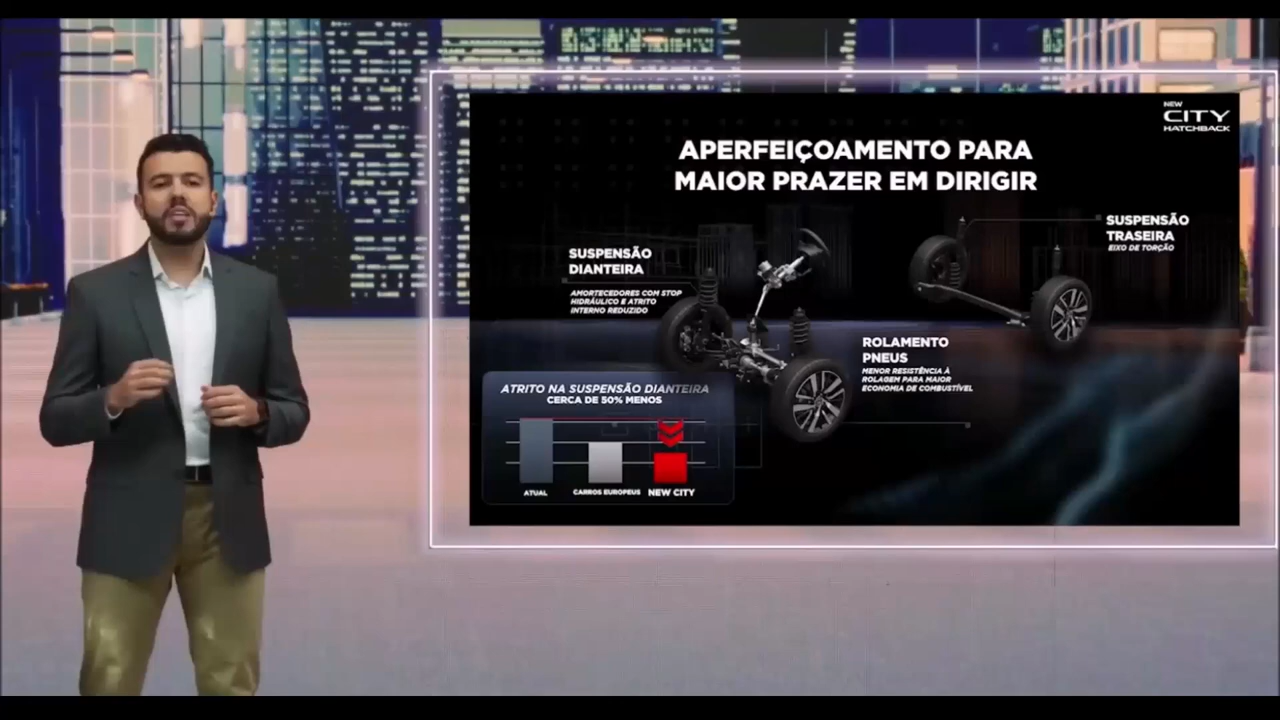 NEW
CITY
HATCHBACK
APERFEIÇOAMENTO PARA
MAIOR PRAZER EM DIRIGIR
SUSPENSÃO
TRASEIRA
EIXO DE TORÇÃO
SUSPENSÃO
DIANTEIRA
AMORTECEDORES COM STOP
HIDRÁULICO E ATRITO
INTERNO REDUZIDO
ROLAMENTO
PNEUS
MENOR RESISTÊNCIA À
ROLAGEM PARA MAIOR
ECONOMIA DE COMBUSTÍVEL
ATRITO NA SUSPENSÃO DIANTEIRA
CERCA DE 50% MENOS
ATUAL
CARROS EUROPEUS
NEW CITY